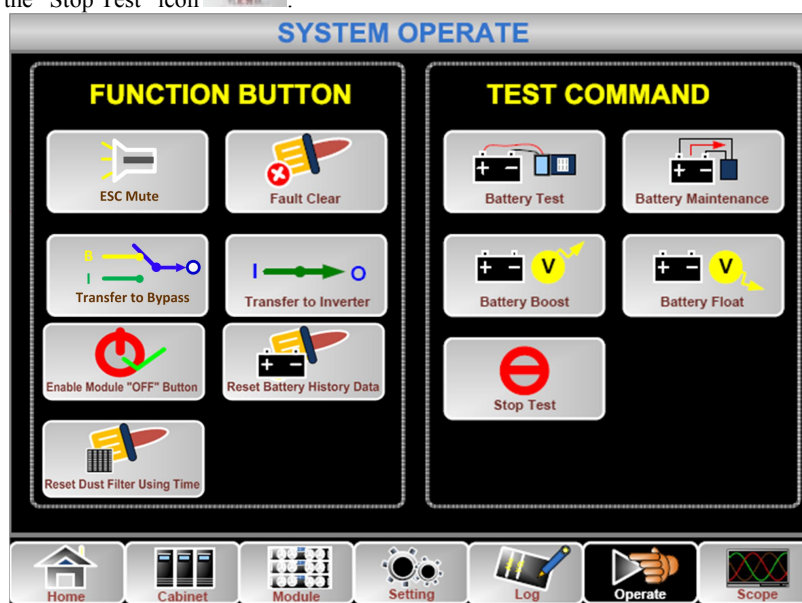 the "Stop Test" icon .
SYSTEM OPERATE
FUNCTION BUTTON
ESC Mute
Fault Clear
B
I
Transfer to Bypass
I O
Transfer to Inverter
Enable Module "OFF" Button
Reset Battery History Data
Reset Dust Filter Using Time
TEST COMMAND
Battery Test
Battery Maintenance
V
Battery Boost
V
Battery Float
Stop Test
Home
Cabinet
Module
Setting
Log
Operate
Scope